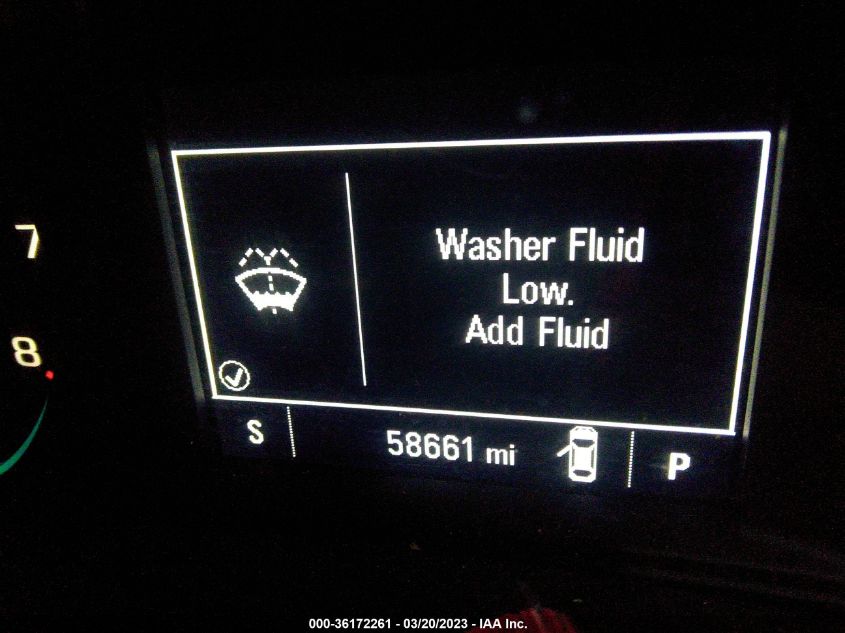 7
8
Washer Fluid
Low.
Add Fluid
S
58661 mi
P
000-36172261 - 03/20/2023 - IAA Inc.